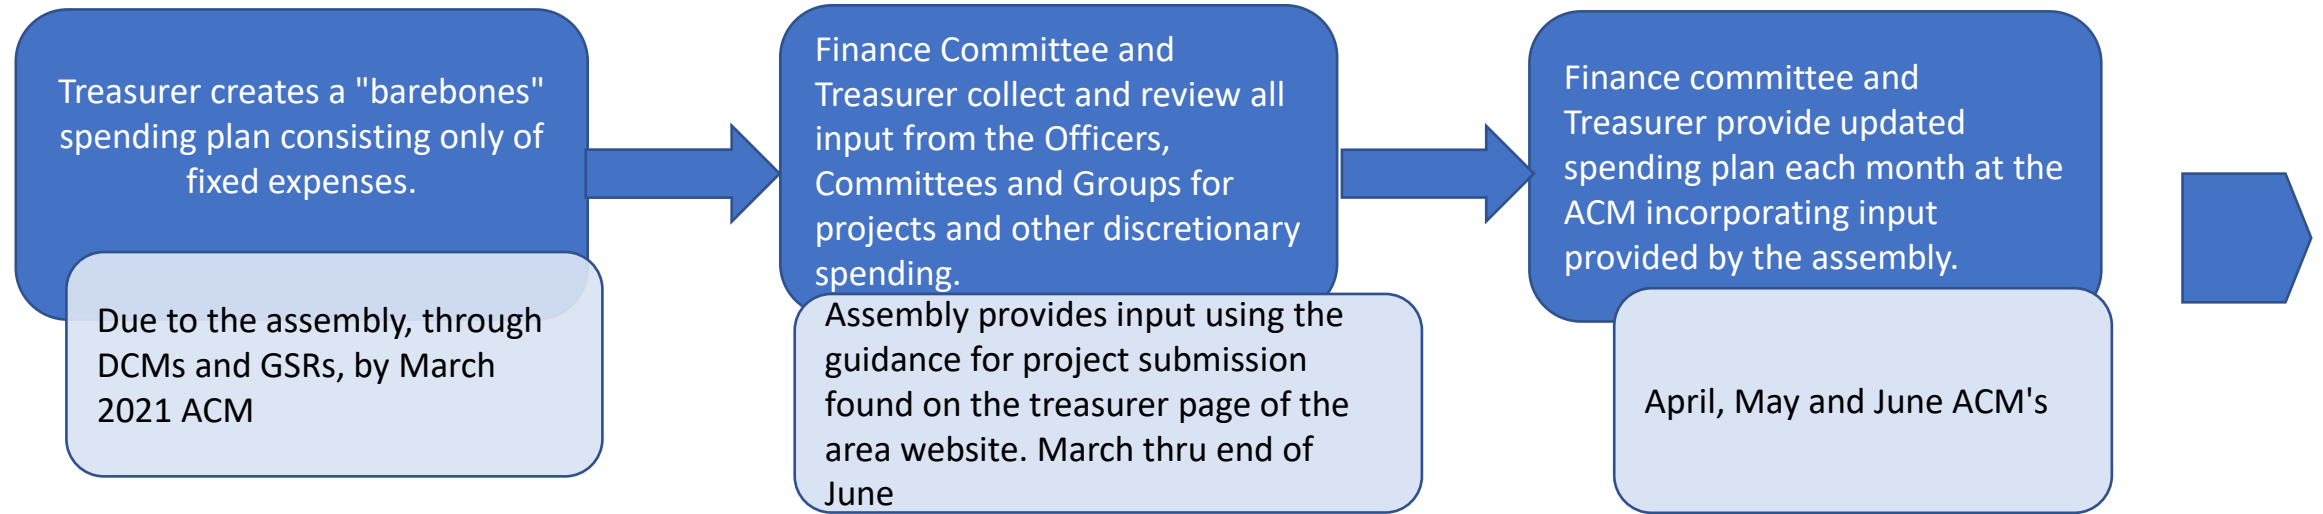 Treasurer creates a "barebones"
spending plan consisting only of
fixed expenses.
Due to the assembly, through
DCMs and GSRs, by March
2021 ACM
Finance Committee and
Treasurer collect and review all
input from the Officers,
Committees and Groups for
projects and other discretionary
spending.
Assembly provides input using the
guidance for project submission
found on the treasurer page of the
area website. March thru end of
June
Finance committee and
Treasurer provide updated
spending plan each month at the
ACM incorporating input
provided by the assembly.
April, May and June ACM's